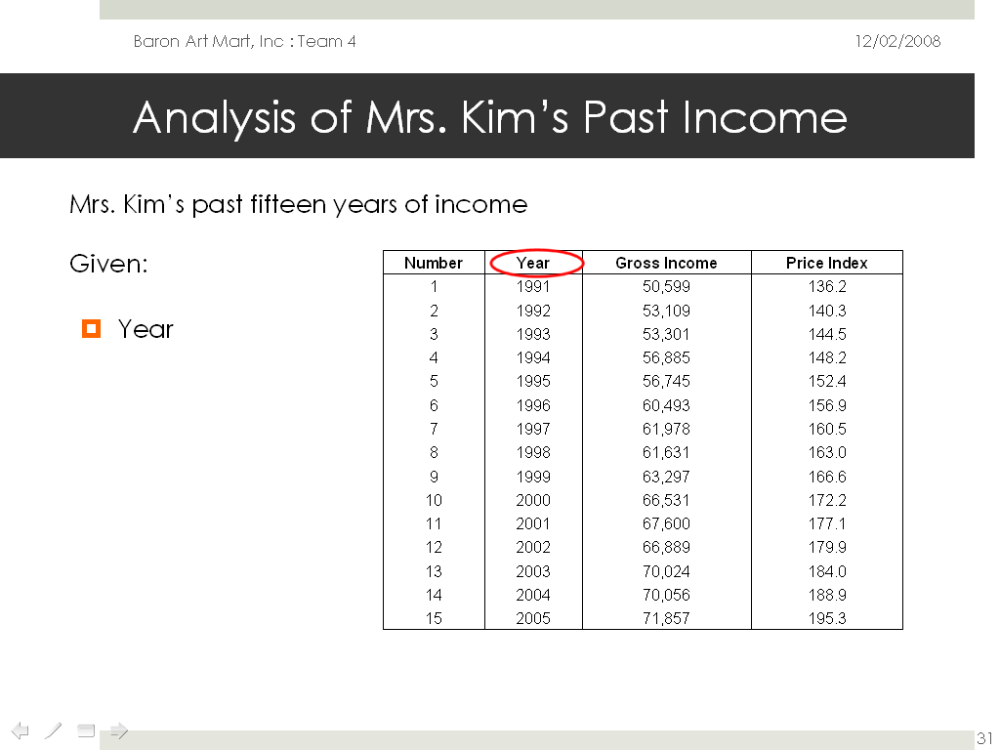 Baron Art Mart, Inc : Team 4 12/02/2008
Analysis of Mrs. Kim’s Past Income
Mrs. Kim’s past fifteen years of income
Given:
Year
Number Year Gross Income Price Index
1 1991 50,599 136.2
2 1992 53,109 140.3
3 1993 53,301 144.5
4 1994 56,885 148.2
5 1995 56,745 152.4
6 1996 60,493 156.9
7 1997 61,978 160.5
8 1998 61,631 163.0
9 1999 63,297 166.6
10 2000 66,531 172.2
11 2001 67,600 177.1
12 2002 66,889 179.9
13 2003 70,024 184.0
14 2004 70,056 188.9
15 2005 71,857 195.3
31